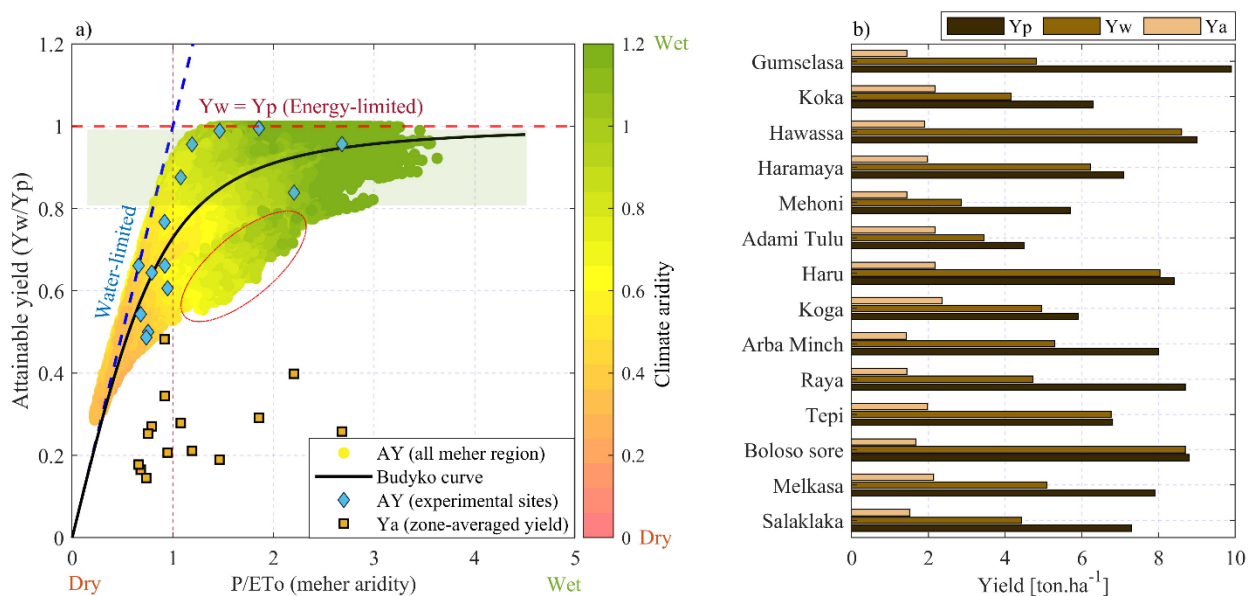 a)
1.2
1
0.8
0.6
0.4
0.2
0
Attainable yield (Yw/Yp)
Yw = Yp (Energy-limited)
Water-limited
AY (all meher region)
Budyko curve
AY (experimental sites)
Ya (zone-averaged yield)
0 1 2 3 4 5
Dry P/ETo (meher aridity) Wet
Wet
1.2
1
0.8
0.6
0.4
0.2
0
Dry
Climate aridity
b)
Yp Yw Ya
Gumselasa
Koka
Hawassa
Haramaya
Mehoni
Adami Tulu
Haru
Koga
Arba Minch
Raya
Tepi
Boloso sore
Melkasa
Salaklaka
0 2 4 6 8 10
Yield [ton.ha⁻¹]